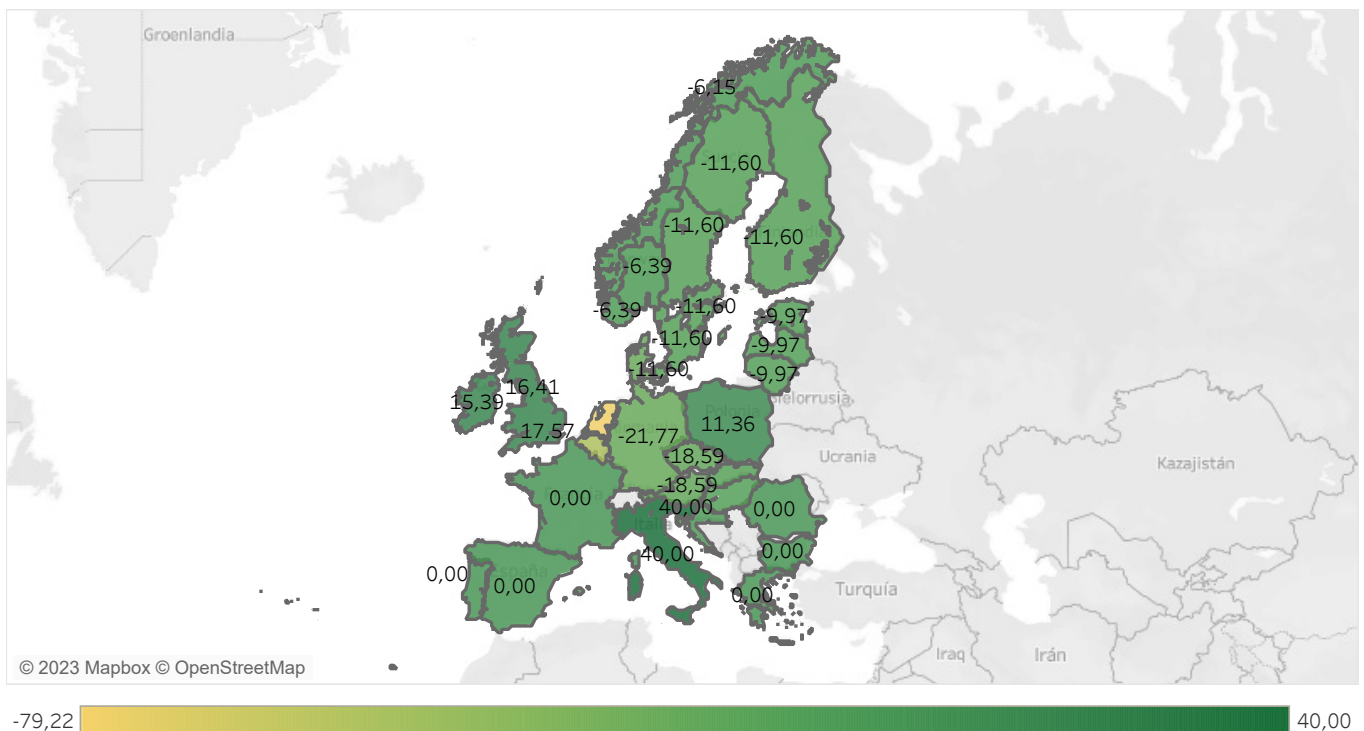 Groenlandia
-6,15
-11,60
-11,60
-11,60
-6,39
-6,39
-11,60
-9,97
-11,60
-9,97
-11,60
-9,97
16,41
15,39
Bielorrusia
Polonia
11,36
17,57
-21,77
-18,59
Ucrania
Kazajistán
-18,59
0,00
40,00
0,00
Italia
40,00
0,00
0,00
España
0,00
Turquía
0,00
Iraq
Irán
© 2023 Mapbox © OpenStreetMap
-79,22
40,00